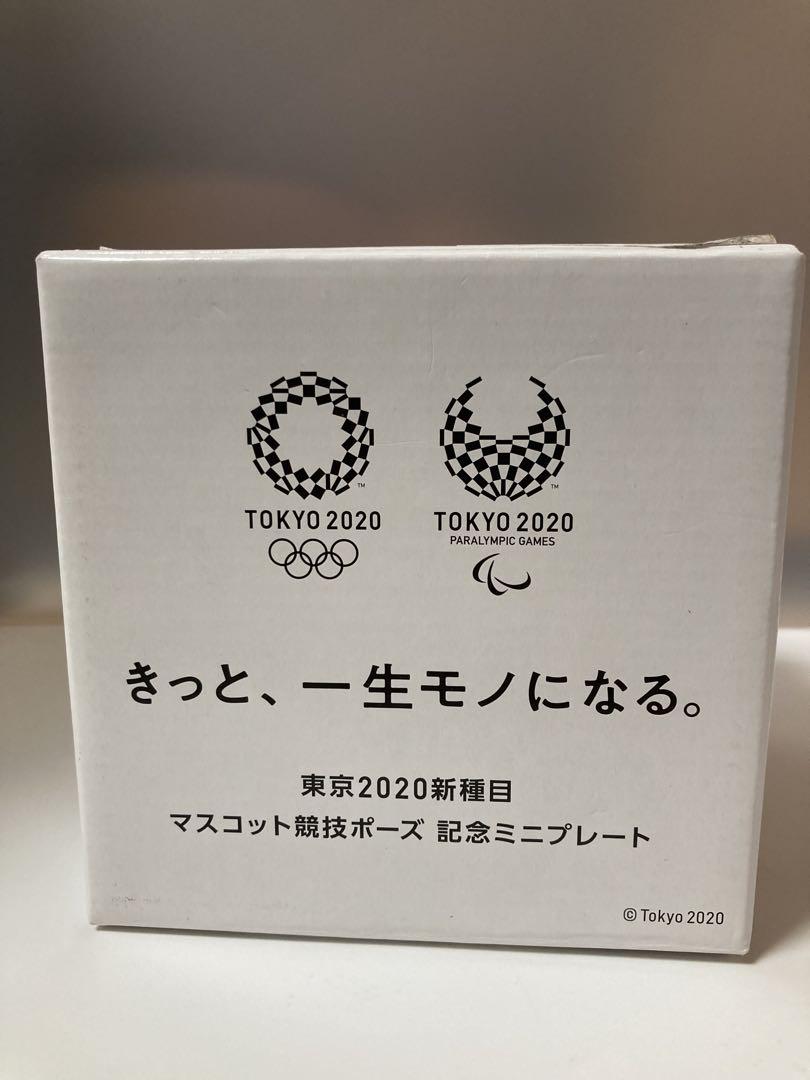 TOKYO 2020
TOKYO 2020
PARALYMPIC GAMES
きっと、一生モノになる。
東京2020新種目
マスコット競技ポーズ 記念ミニプレート
© Tokyo 2020